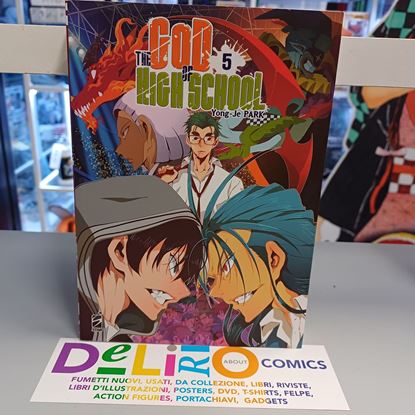 THE GOD
OF
HIGH SCHOOL
5
Yong-Je PARK
DeLiRiO ABOUT COMICS
FUMETTI NUOVI, USATI, DA COLLEZIONE, LIBRI, RIVISTE,
LIBRI D'ILLUSTRAZIONI, POSTERS, DVD, T-SHIRTS, FELPE,
ACTION FIGURES, PORTACHIAVI, GADGETS